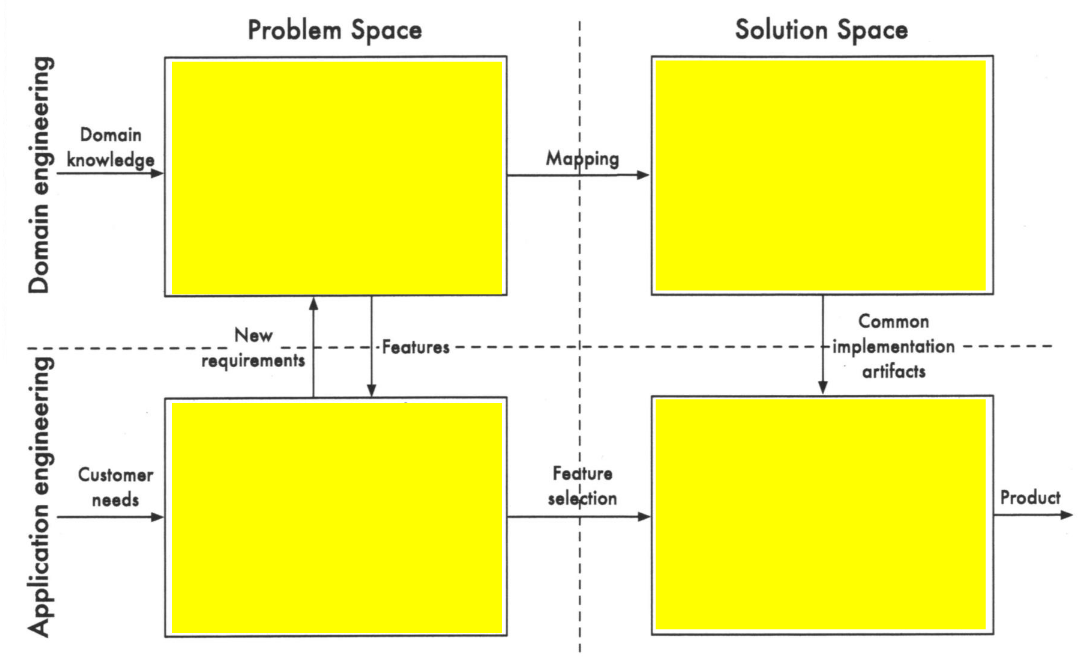 Problem Space
Solution Space
Domain engineering
Domain
knowledge
Mapping
New
requirements
Features
Common
implementation
artifacts
Application engineering
Customer
needs
Feature
selection
Product